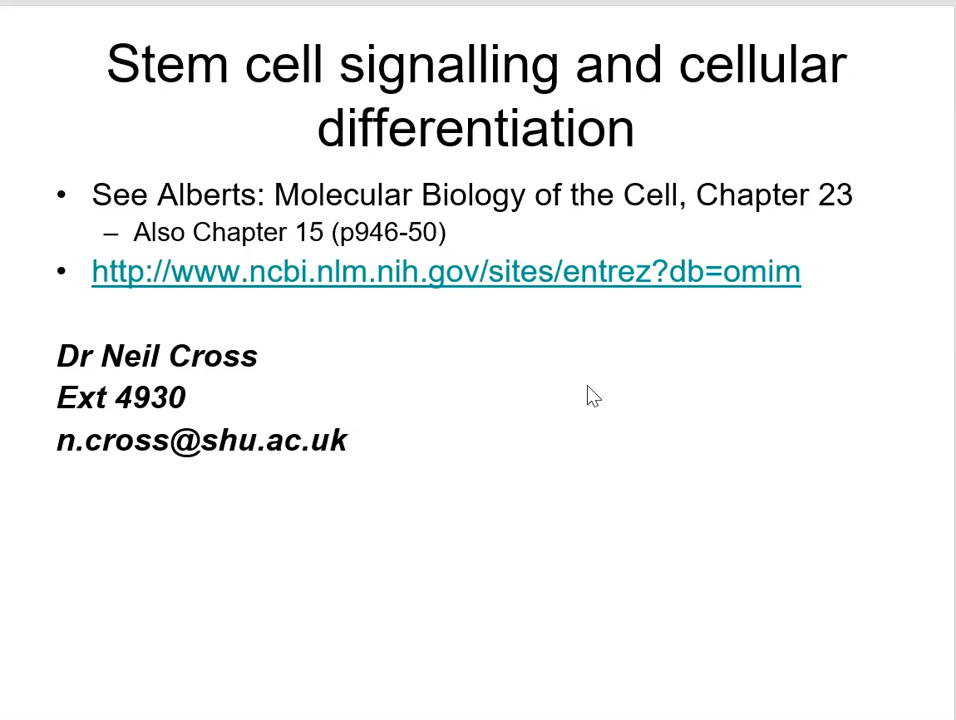 Stem cell signalling and cellular
differentiation
• See Alberts: Molecular Biology of the Cell, Chapter 23
– Also Chapter 15 (p946-50)
• http://www.ncbi.nlm.nih.gov/sites/entrez?db=omim
Dr Neil Cross
Ext 4930
n.cross@shu.ac.uk